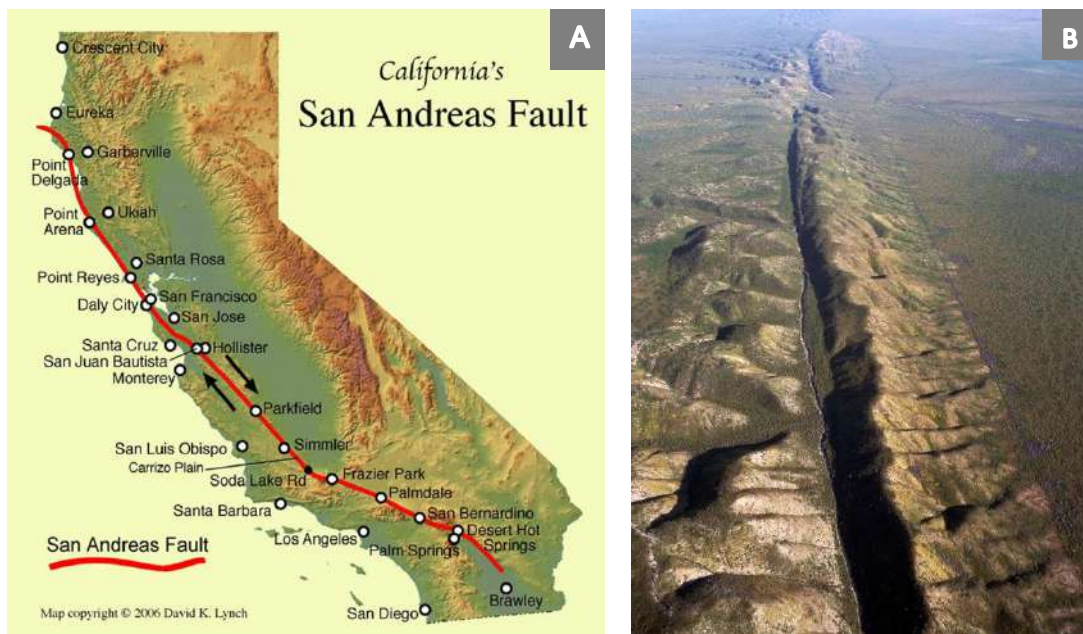 A
B
California's
San Andreas Fault
Crescent City
Eureka
Garberville
Point
Delgada
Ukiah
Point
Arena
Santa Rosa
Point Reyes
San Francisco
Daly City
San Jose
Santa Cruz
Hollister
San Juan Bautista
Monterey
Parkfield
San Luis Obispo
Simmler
Carrizo Plain
Soda Lake Rd
Frazier Park
Palmdale
Santa Barbara
San Bernardino
Los Angeles
Desert Hot
Springs
Palm Springs
San Andreas Fault
Brawley
Map copyright © 2006 David K. Lynch
San Diego